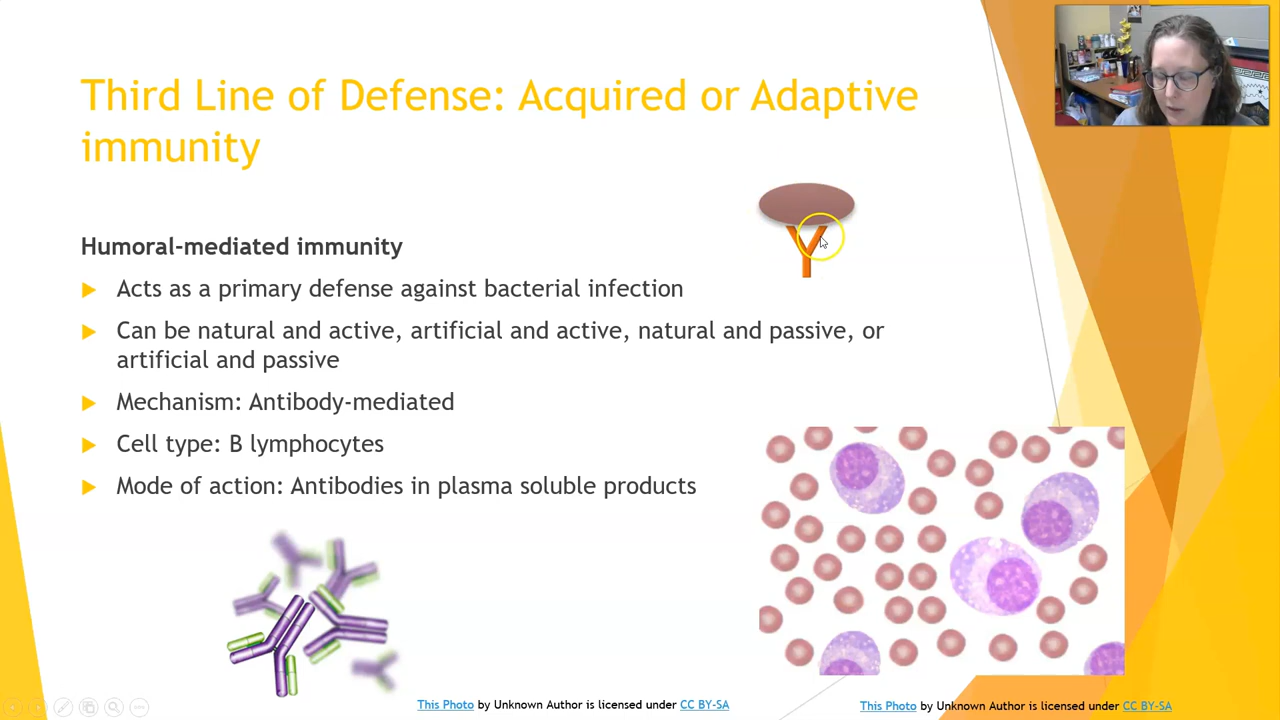 Third Line of Defense: Acquired or Adaptive
immunity
Humoral-mediated immunity
Acts as a primary defense against bacterial infection
Can be natural and active, artificial and active, natural and passive, or
artificial and passive
Mechanism: Antibody-mediated
Cell type: B lymphocytes
Mode of action: Antibodies in plasma soluble products
This Photo by Unknown Author is licensed under CC BY-SA
This Photo by Unknown Author is licensed under CC BY-SA